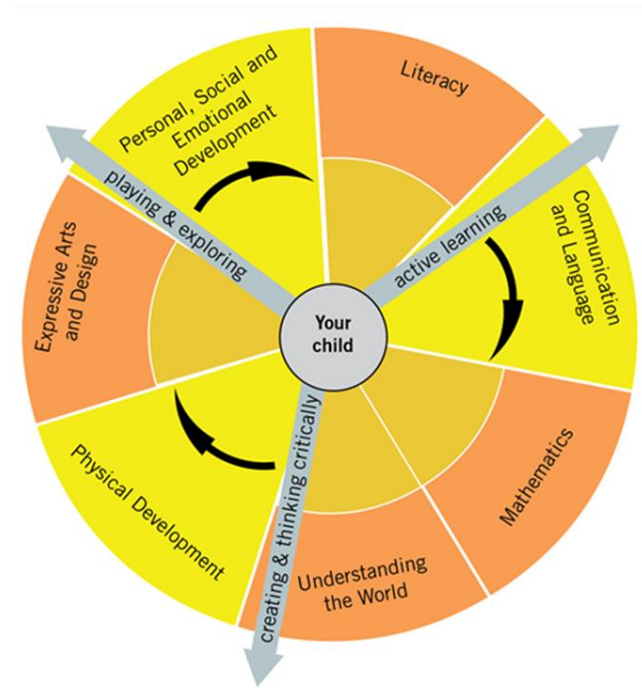 Personal, Social and
Emotional
Development
Literacy
Communication
and Language
Mathematics
Understanding
the World
Physical Development
Expressive Arts
and Design
playing & exploring
active learning
creating & thinking critically
Your
child